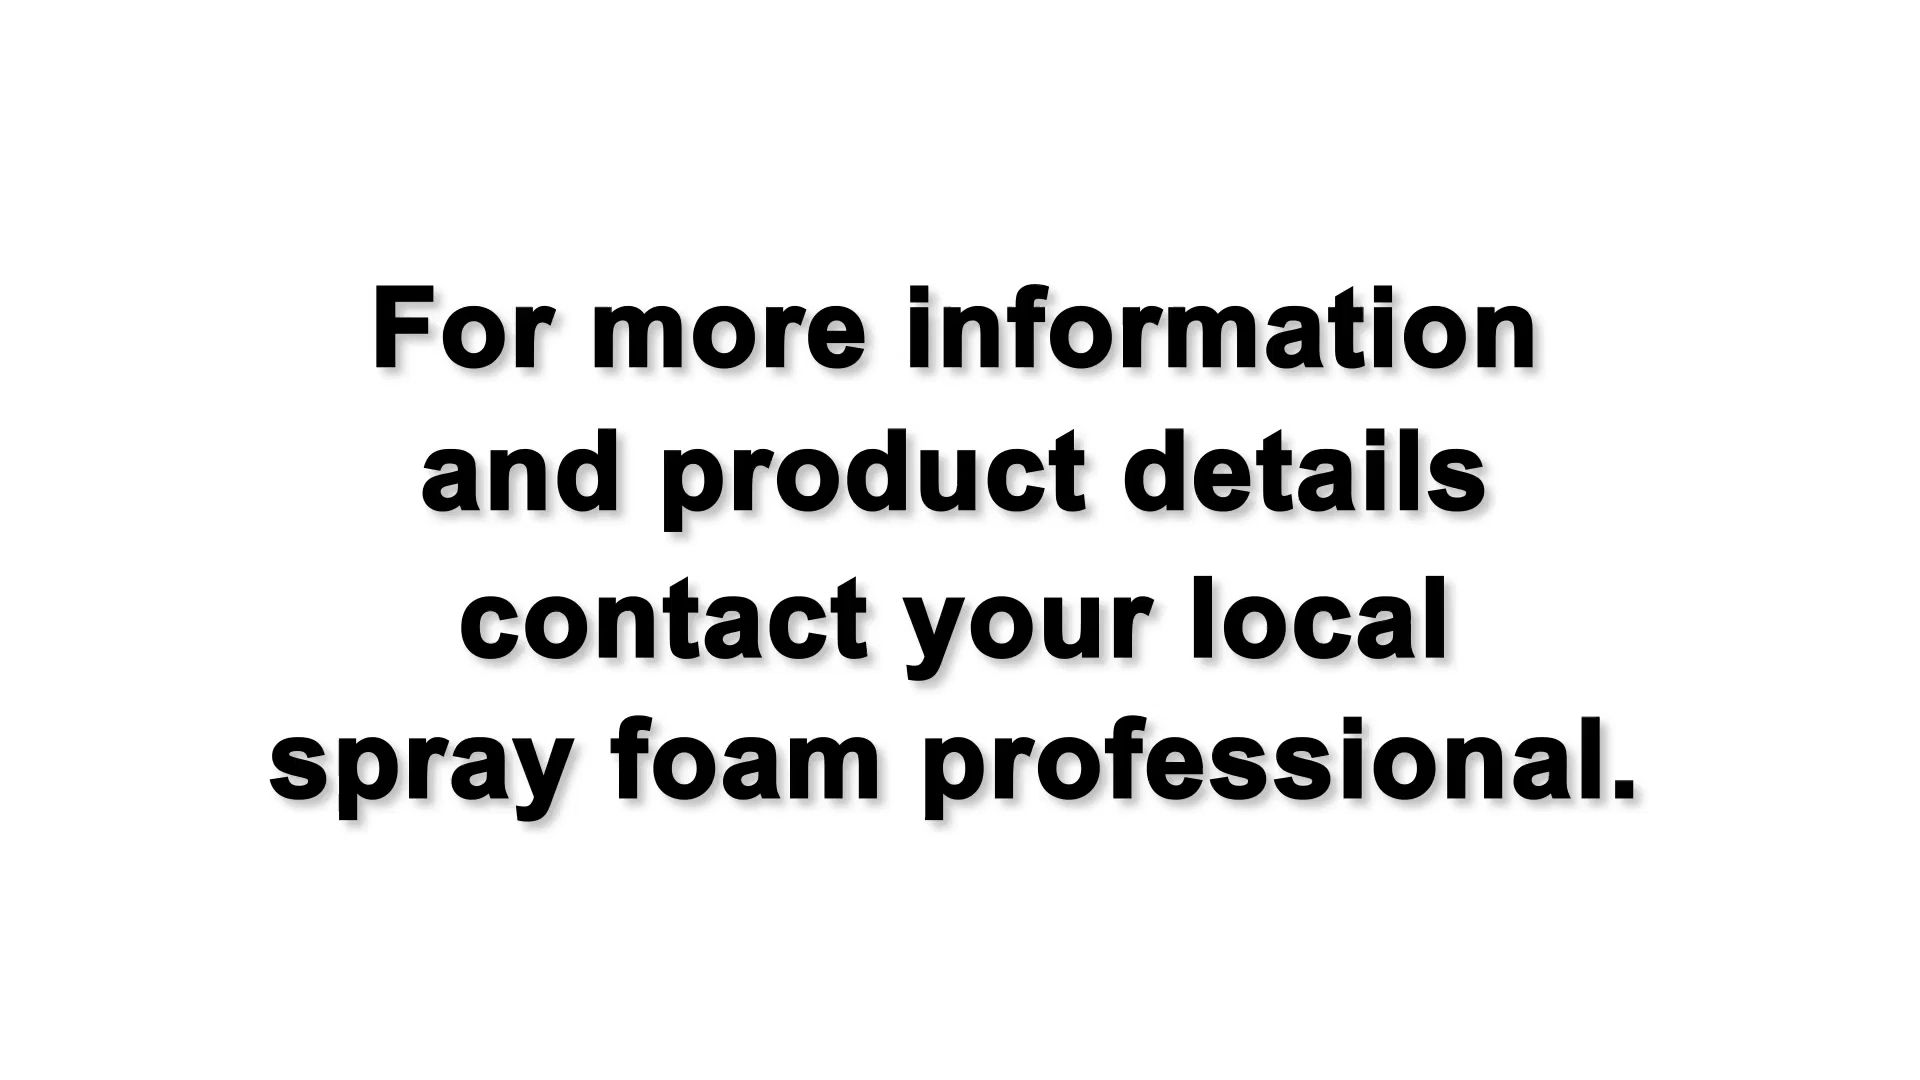 For more information
and product details
contact your local
spray foam professional.